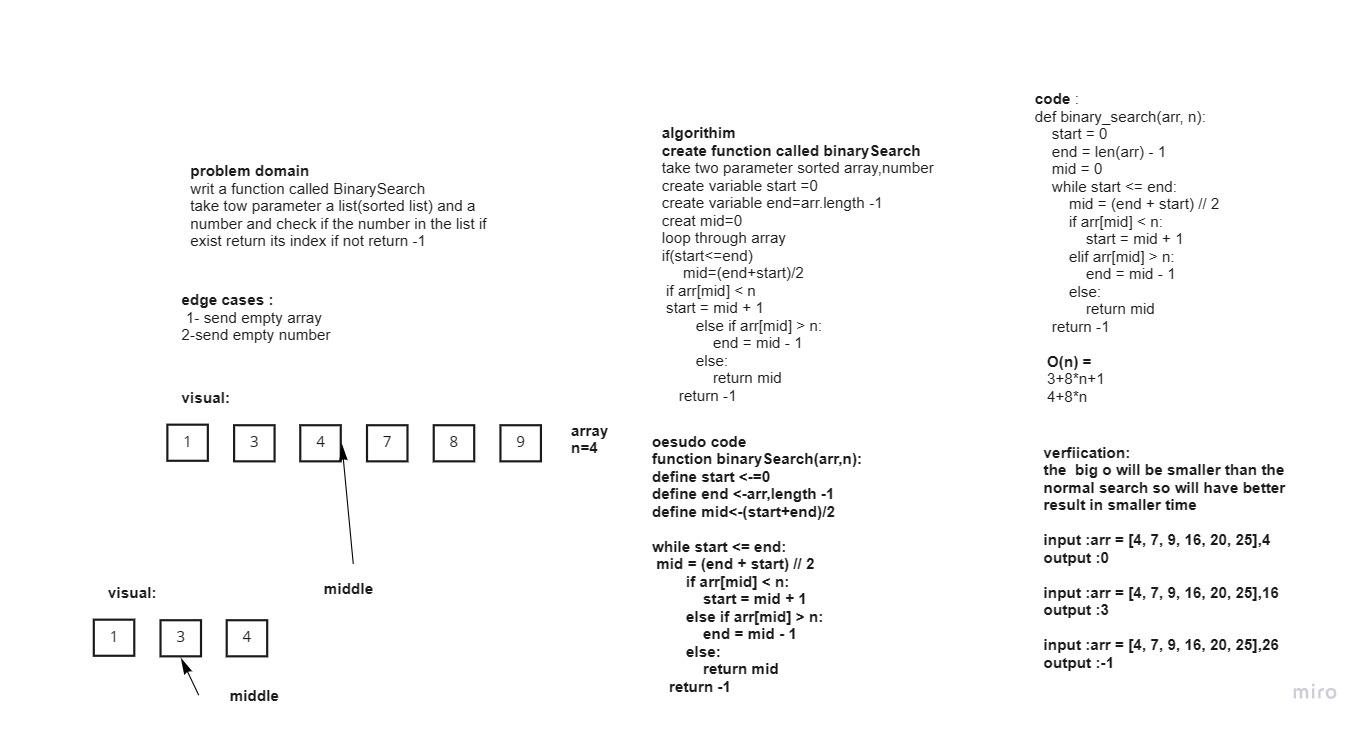 problem domain
writ a function called BinarySearch
take tow parameter a list(sorted list) and a
number and check if the number in the list if
exist return its index if not return -1
edge cases :
1- send empty array
2-send empty number
visual:
1 3 4 7 8 9
array
n=4
middle
visual:
1 3 4
middle
algorithim
create function called binarySearch
take two parameter sorted array,number
create variable start =0
create variable end=arr.length -1
creat mid=0
loop through array
if(start<=end)
mid=(end+start)/2
if arr[mid] < n
start = mid + 1
else if arr[mid] > n:
end = mid - 1
else:
return mid
return -1
oesudo code
function binarySearch(arr,n):
define start <-=0
define end <-arr,length -1
define mid<-(start+end)/2
while start <= end:
mid = (end + start) // 2
if arr[mid] < n:
start = mid + 1
else if arr[mid] > n:
end = mid - 1
else:
return mid
return -1
code :
def binary_search(arr, n):
start = 0
end = len(arr) - 1
mid = 0
while start <= end:
mid = (end + start) // 2
if arr[mid] < n:
start = mid + 1
elif arr[mid] > n:
end = mid - 1
else:
return mid
return -1
O(n) =
3+8*n+1
4+8*n
verfiication:
the big o will be smaller than the
normal search so will have better
result in smaller time
input :arr = [4, 7, 9, 16, 20, 25],4
output :0
input :arr = [4, 7, 9, 16, 20, 25],16
output :3
input :arr = [4, 7, 9, 16, 20, 25],26
output :-1
miro